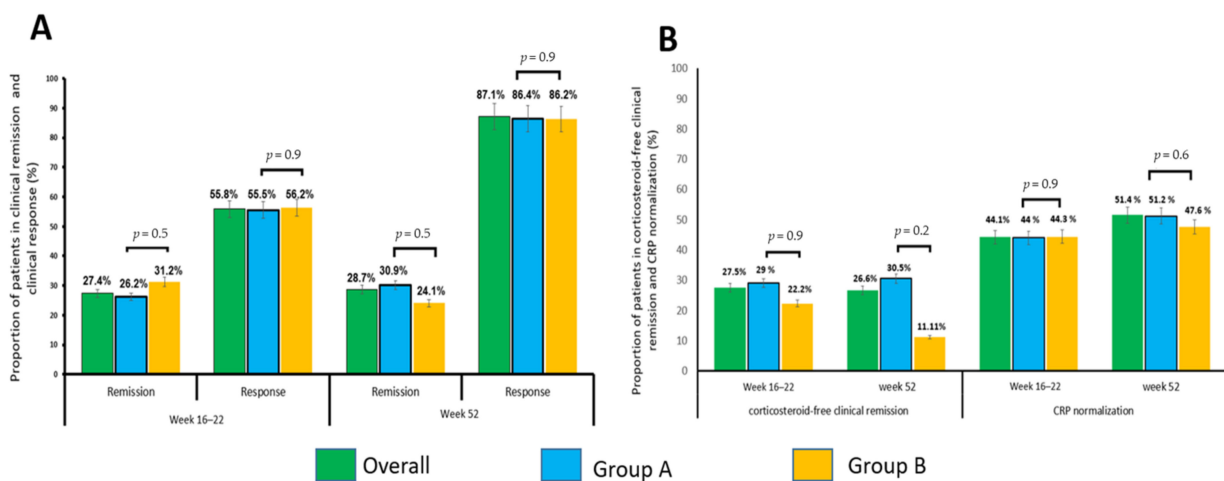 A
Proportion of patients in clinical remission and
clinical response (%)
100
90
80
70
60
50
40
30
20
10
0
27.4%
26.2%
31.2%
p = 0.5
55.8%
55.5%
56.2%
p = 0.9
28.7%
30.9%
24.1%
p = 0.5
87.1%
86.4%
86.2%
p = 0.9
Remission
Response
Remission
Response
Week 16–22
Week 52
B
Proportion of patients in corticosteroid-free clinical
remission and CRP normalization (%)
100
90
80
70
60
50
40
30
20
10
0
27.5%
29 %
22.2%
p = 0.9
26.6%
30.5%
11.11%
p = 0.2
44.1%
44 %
44.3 %
p = 0.9
51.4 %
51.2 %
47.6 %
p = 0.6
Week 16–22
week 52
Week 16–22
week 52
corticosteroid-free clinical remission
CRP normalization
Overall
Group A
Group B